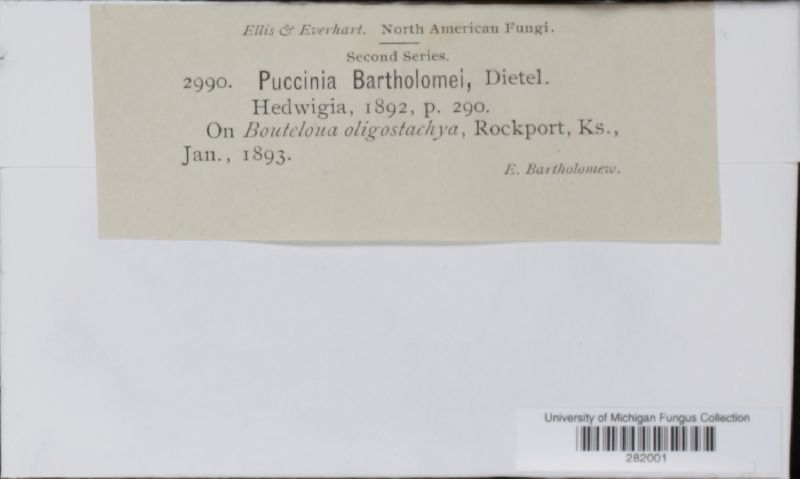 Ellis & Everhart. North American Fungi.
Second Series.
2990. Puccinia Bartholomei, Dietel.
Hedwigia, 1892, p. 290.
On Bouteloua oligostachya, Rockport, Ks.,
Jan., 1893.
E. Bartholomew.
University of Michigan Fungus Collection
282001